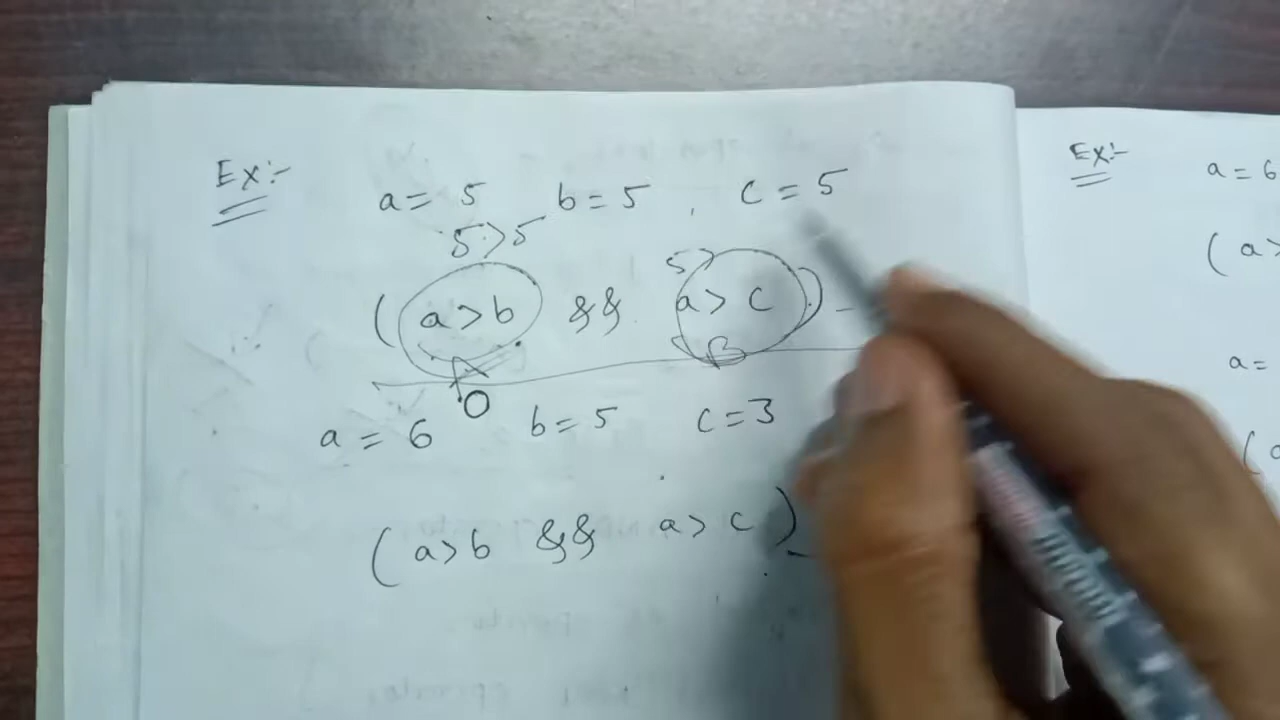 Ex:-
a = 5 b = 5 , c = 5
5 > 5
5 >
( a > b && a > c )
A B
0
a = 6 b = 5 c = 3
( a > b && a > c )
Ex:-
a = 6
( a >
a =
(